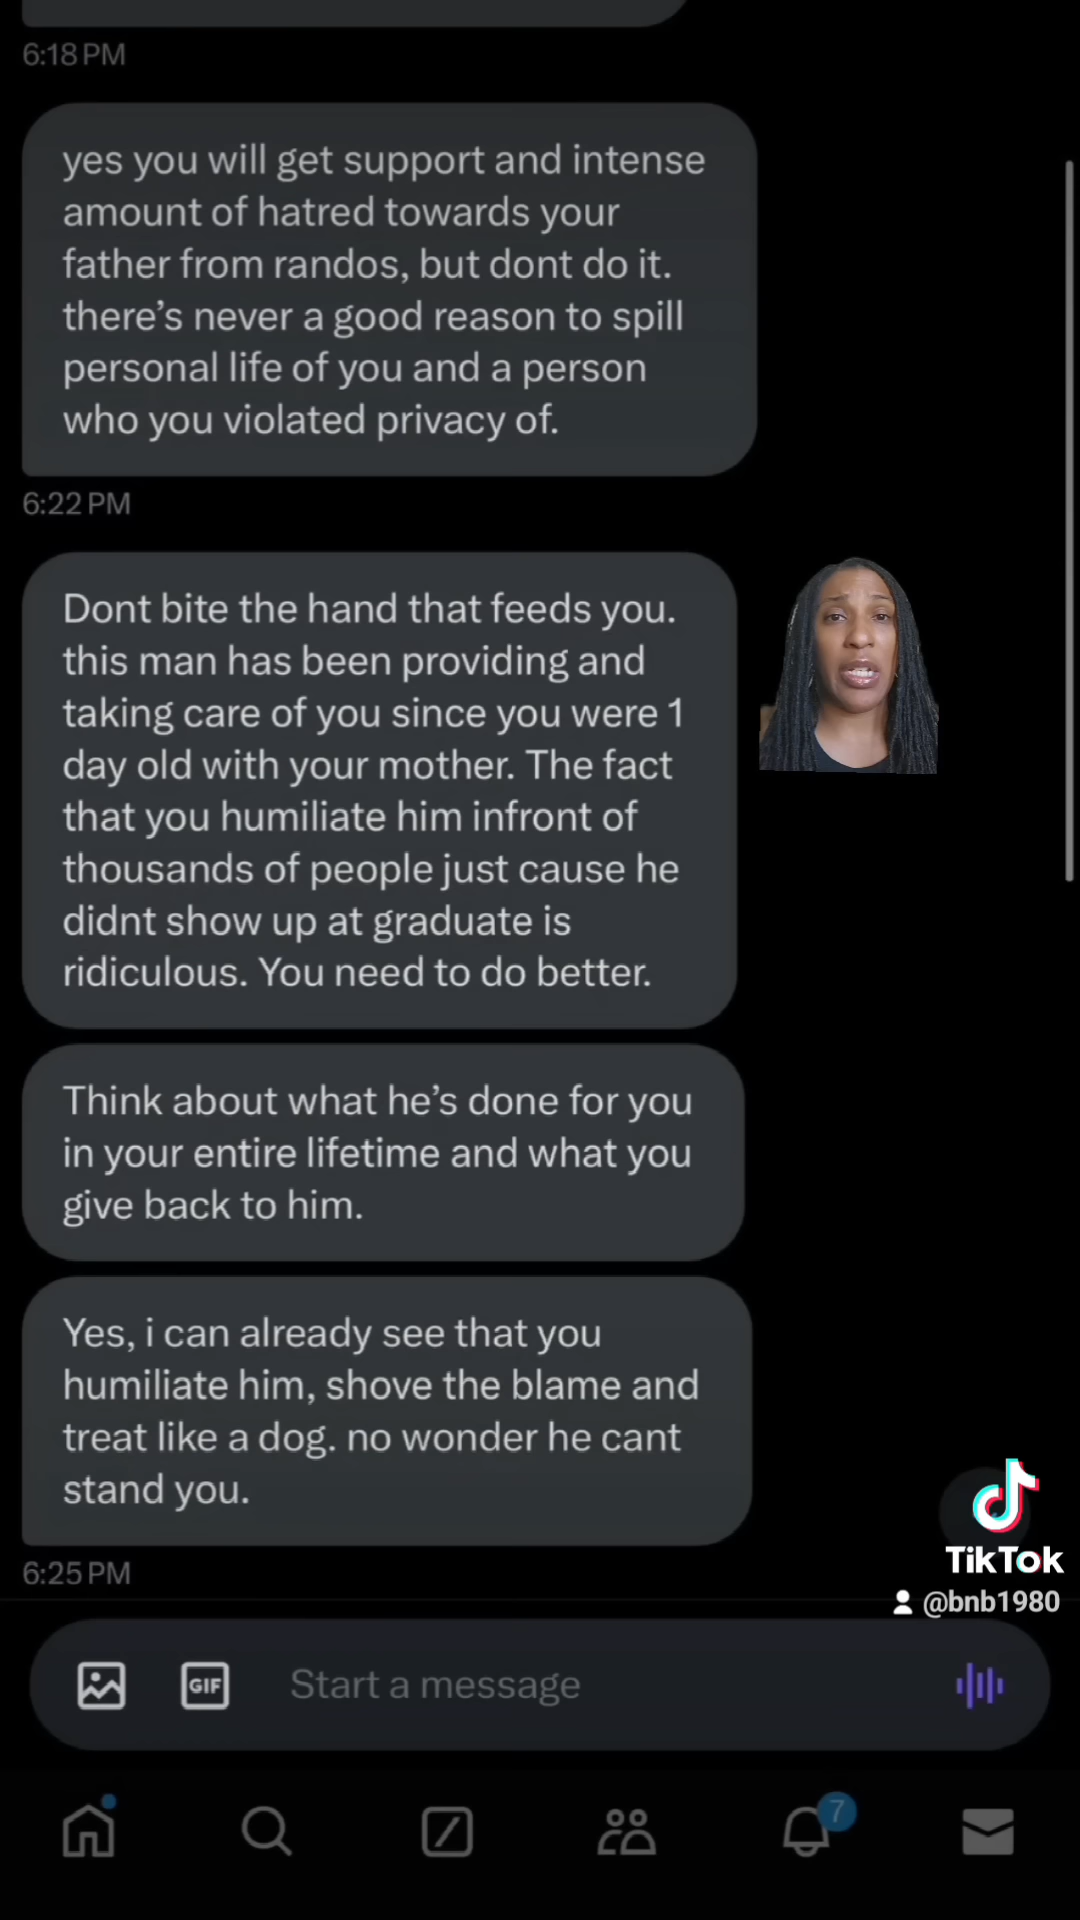 6:18 PM
yes you will get support and intense
amount of hatred towards your
father from randos, but dont do it.
there's never a good reason to spill
personal life of you and a person
who you violated privacy of.
6:22 PM
Dont bite the hand that feeds you.
this man has been providing and
taking care of you since you were 1
day old with your mother. The fact
that you humiliate him infront of
thousands of people just cause he
didnt show up at graduate is
ridiculous. You need to do better.
Think about what he's done for you
in your entire lifetime and what you
give back to him.
Yes, i can already see that you
humiliate him, shove the blame and
treat like a dog. no wonder he cant
stand you.
6:25 PM
TikTok
@bnb1980
GIF Start a message
7